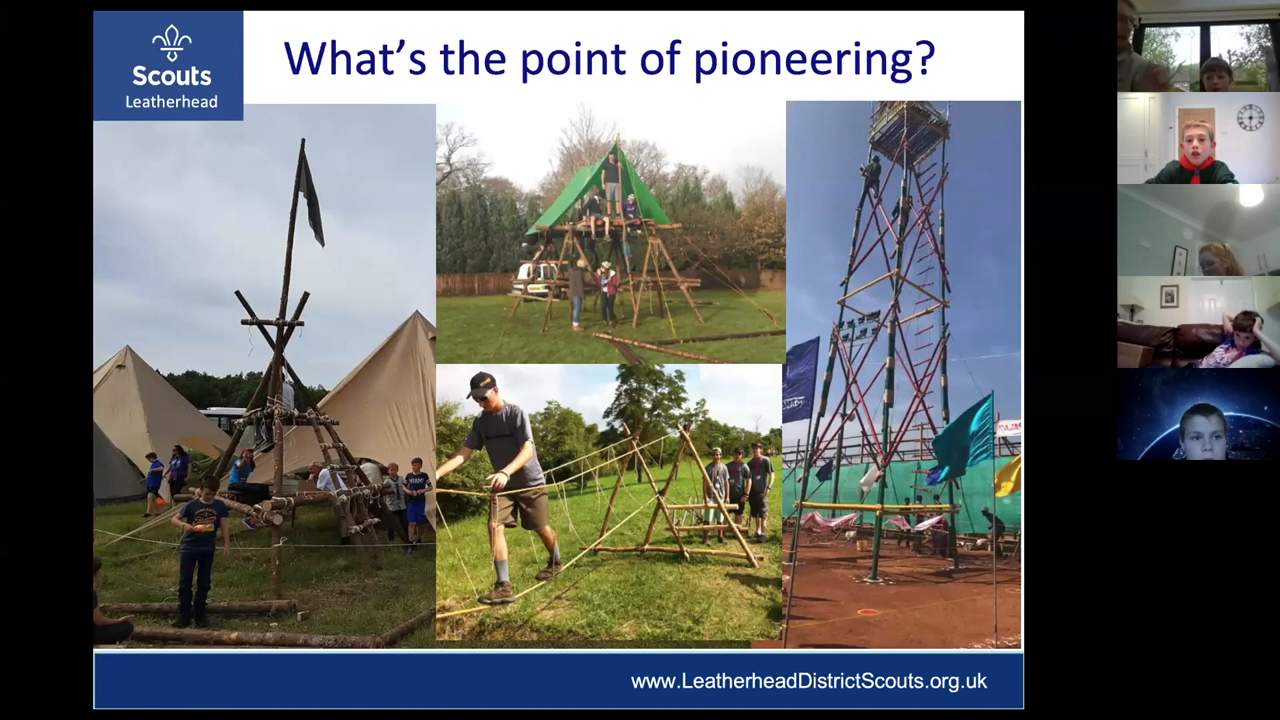 Scouts
Leatherhead
What's the point of pioneering?
www.LeatherheadDistrictScouts.org.uk